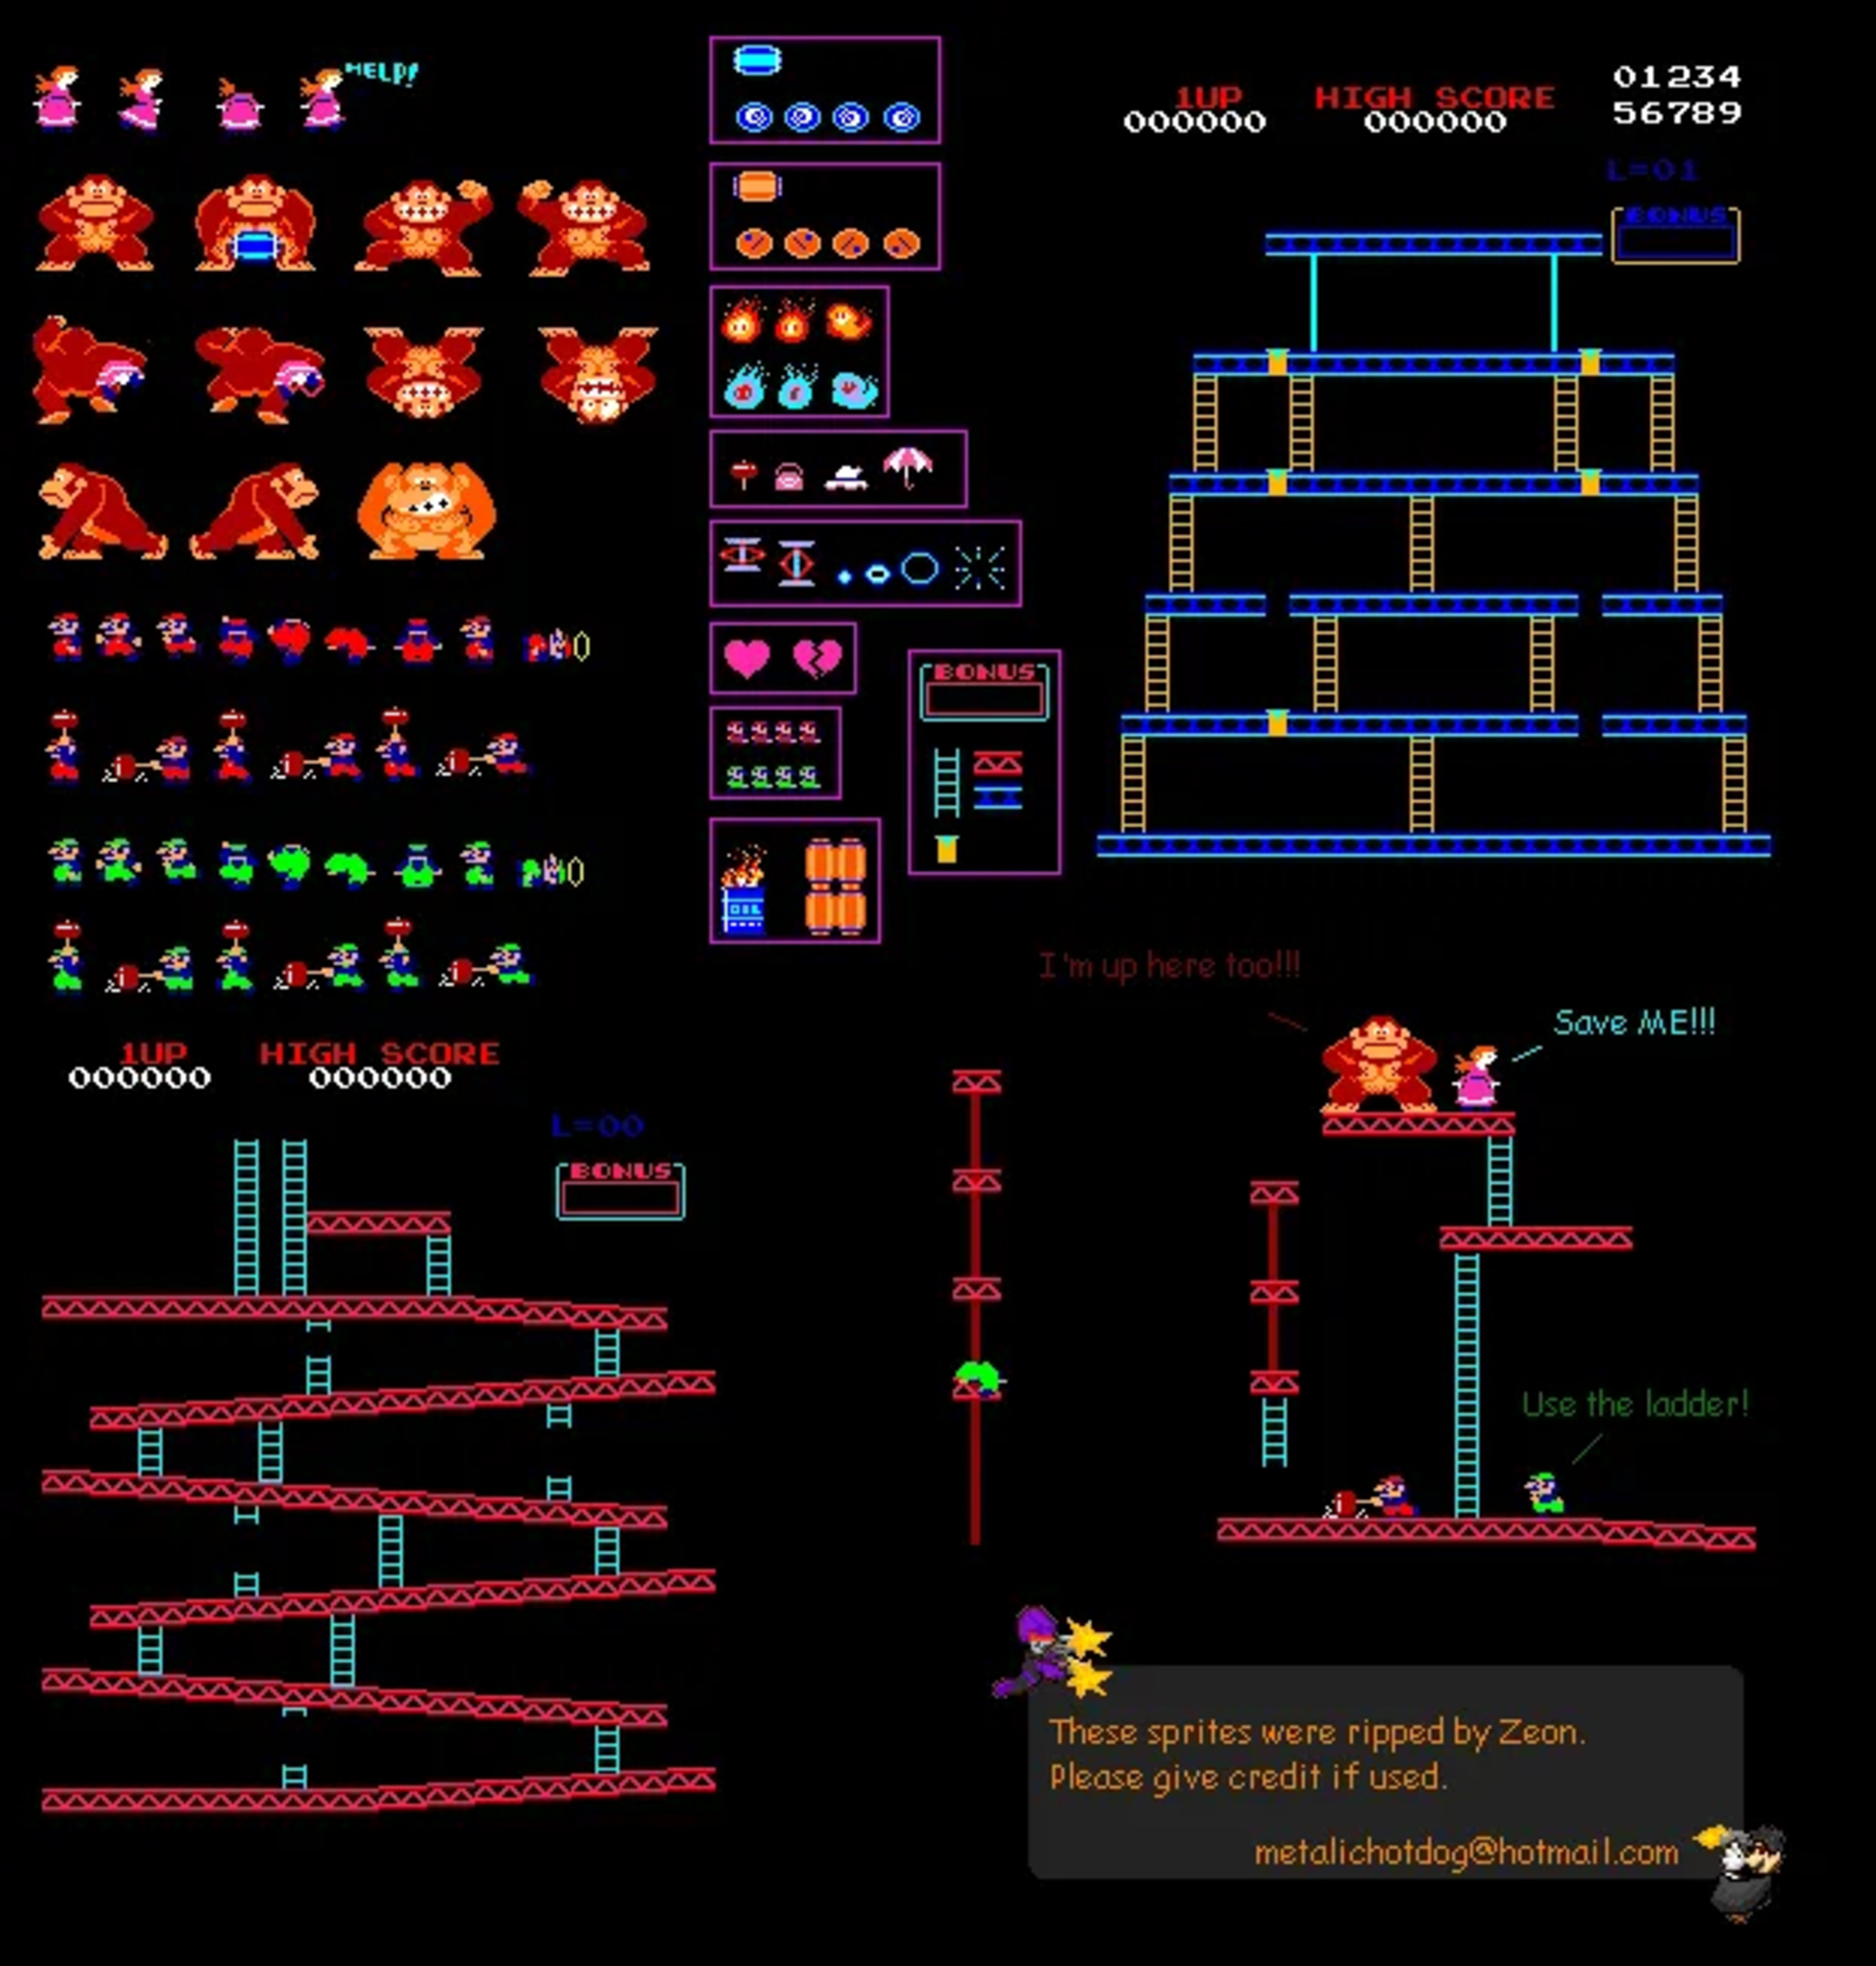 HELP!
1UP HIGH SCORE
000000 000000
01234
56789
L=01
BONUS
BONUS
OIL
1UP HIGH SCORE
000000 000000
L=00
BONUS
I'm up here too!!!
Save ME!!!
Use the ladder!
These sprites were ripped by Zeon.
Please give credit if used.
metalichotdog@hotmail.com